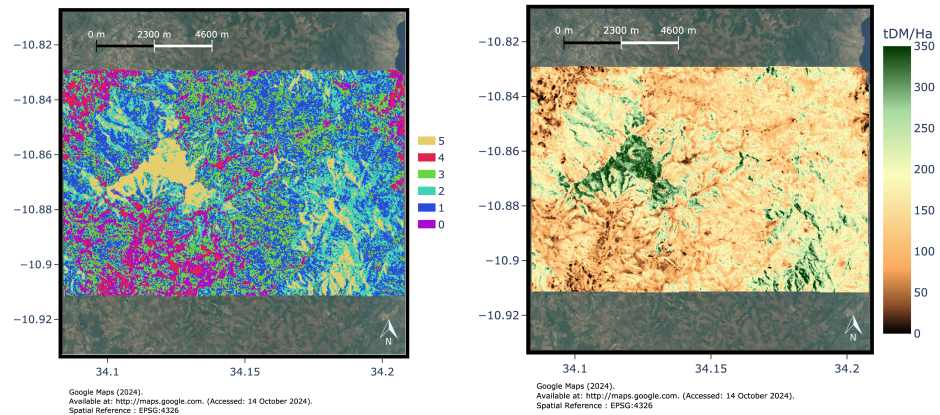 0 m 2300 m 4600 m
−10.82
−10.84
−10.86
−10.88
−10.9
−10.92
34.1 34.15 34.2
N
5
4
3
2
1
0
Google Maps (2024).
Available at: http://maps.google.com. (Accessed: 14 October 2024).
Spatial Reference : EPSG:4326
0 m 2300 m 4600 m
−10.82
−10.84
−10.86
−10.88
−10.9
−10.92
34.1 34.15 34.2
N
tDM/Ha
350
300
250
200
150
100
50
0
Google Maps (2024).
Available at: http://maps.google.com. (Accessed: 14 October 2024).
Spatial Reference : EPSG:4326